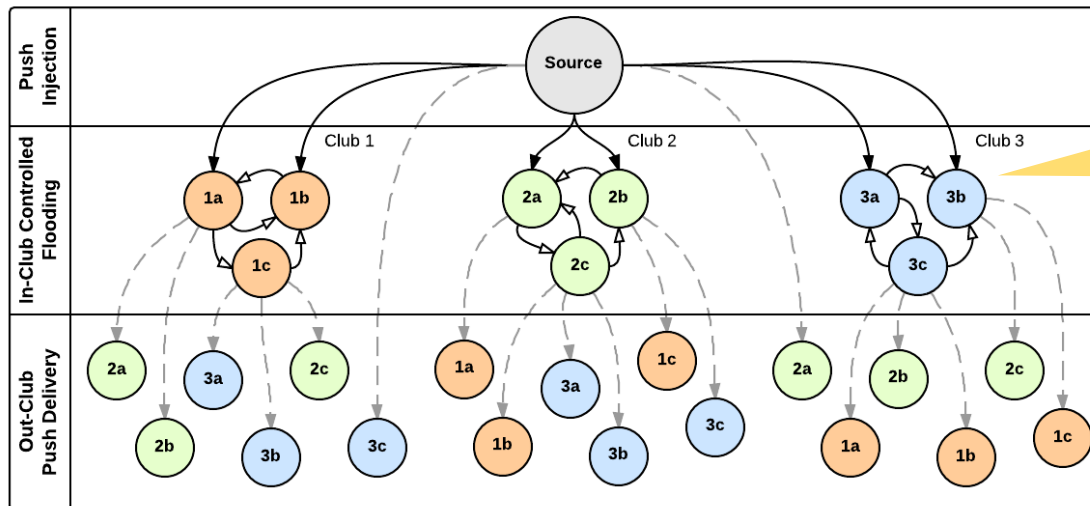 Push
Injection
Source
In-Club Controlled
Flooding
Club 1
Club 2
Club 3
1a
1b
1c
2a
2b
2c
3a
3b
3c
Out-Club
Push Delivery
2a
2b
3a
3b
2c
3c
1a
1b
3a
3b
1c
3c
2a
1a
2b
1b
2c
1c